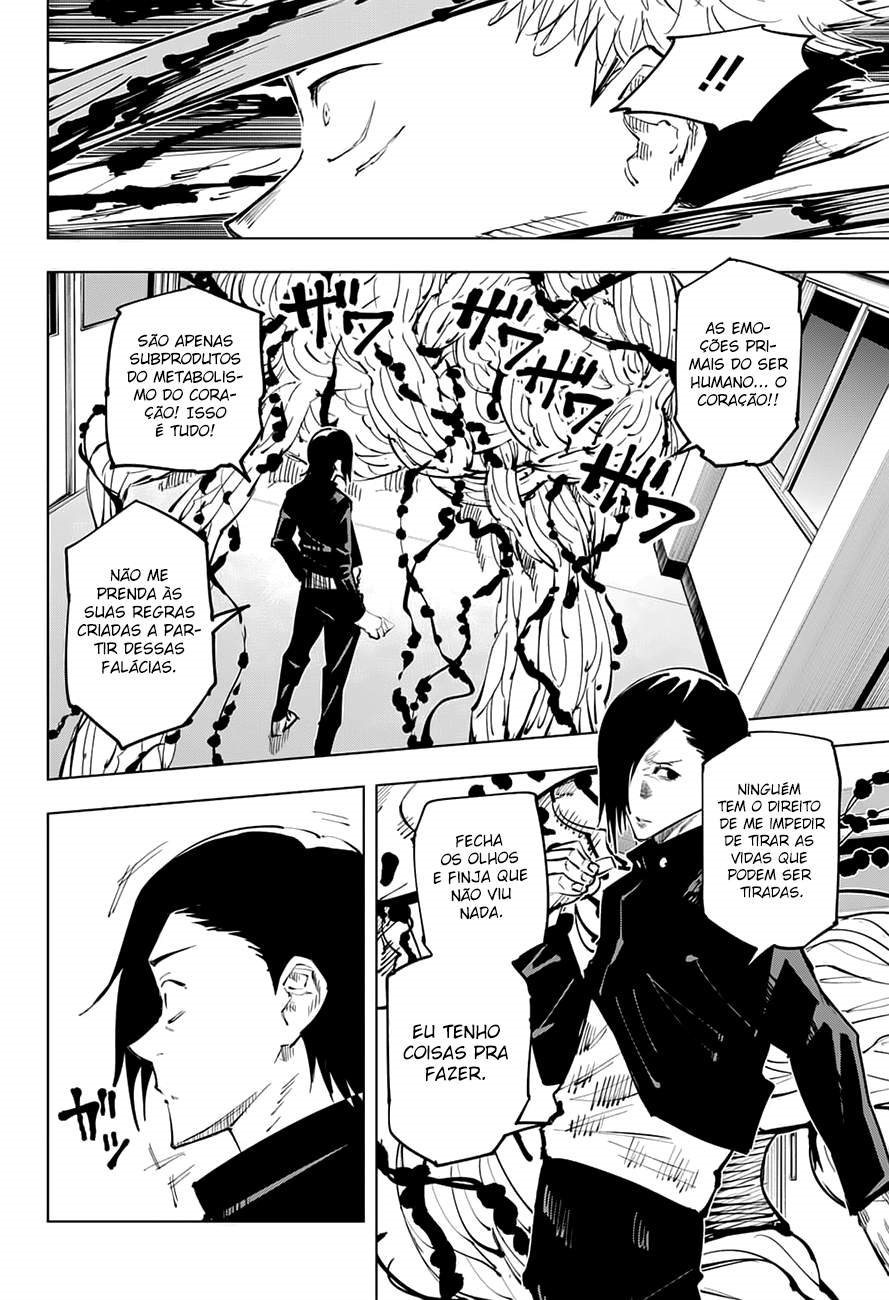 !!
AS EMO-
ÇÕES PRI-
MAIS DO SER
HUMANO... O
CORAÇÃO!!
SÃO APENAS
SUBPRODUTOS
DO METABOLIS-
MO DO CORA-
ÇÃO! ISSO
É TUDO!
NÃO ME
PRENDA ÀS
SUAS REGRAS
CRIADAS A PAR-
TIR DESSAS
FALÁCIAS.
ザワ
ザワ
ザワ
NINGUÉM
TEM O DIREITO
DE ME IMPEDIR
DE TIRAR AS
VIDAS QUE
PODEM SER
TIRADAS.
FECHA
OS OLHOS
E FINJA QUE
NÃO VIU
NADA.
EU TENHO
COISAS PRA
FAZER.
ガッ